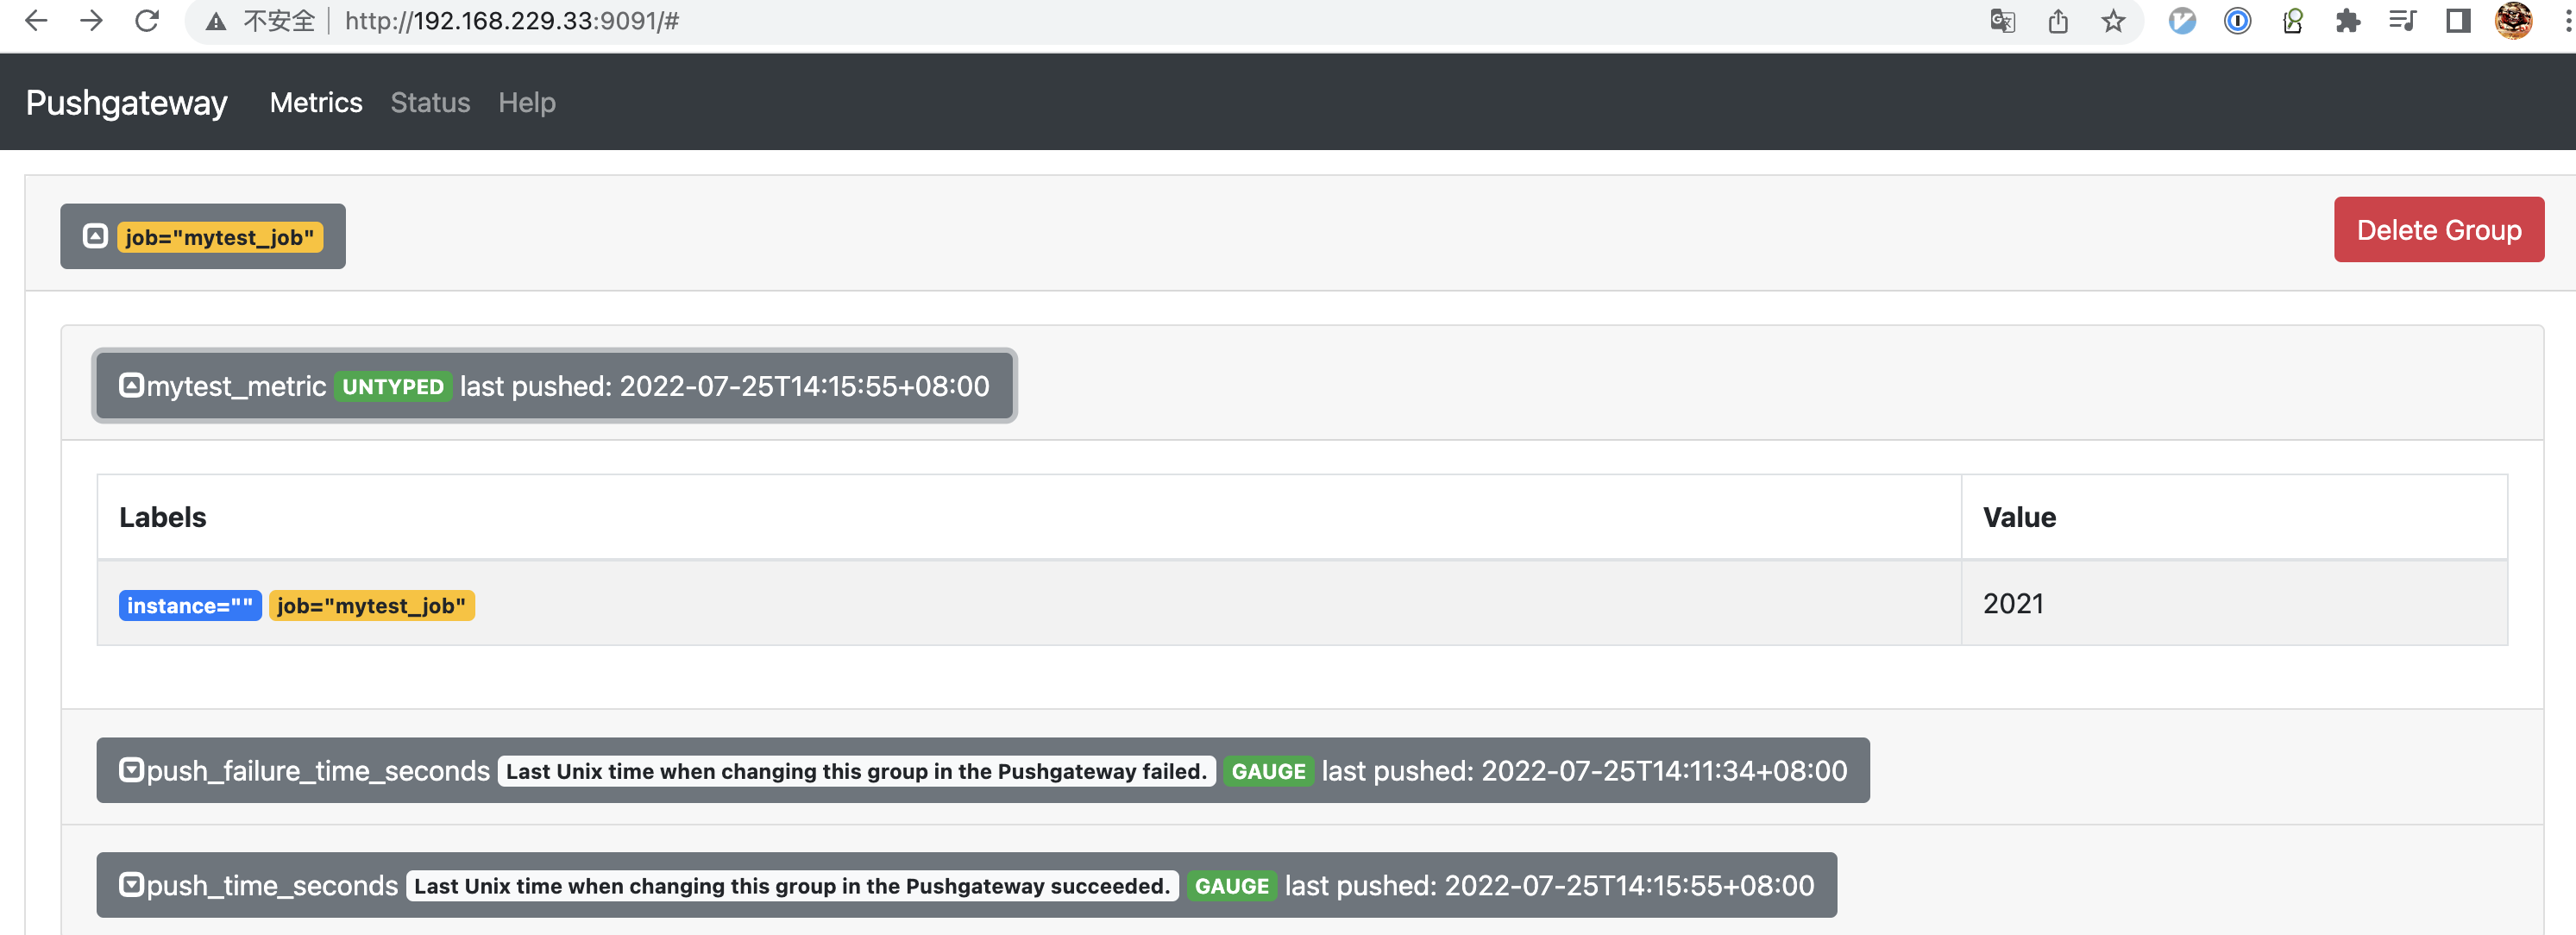 不安全 http://192.168.229.33:9091/#
Pushgateway Metrics Status Help
job="mytest_job" Delete Group
mytest_metric UNTYPED last pushed: 2022-07-25T14:15:55+08:00
Labels Value
instance="" job="mytest_job" 2021
push_failure_time_seconds Last Unix time when changing this group in the Pushgateway failed. GAUGE last pushed: 2022-07-25T14:11:34+08:00
push_time_seconds Last Unix time when changing this group in the Pushgateway succeeded. GAUGE last pushed: 2022-07-25T14:15:55+08:00